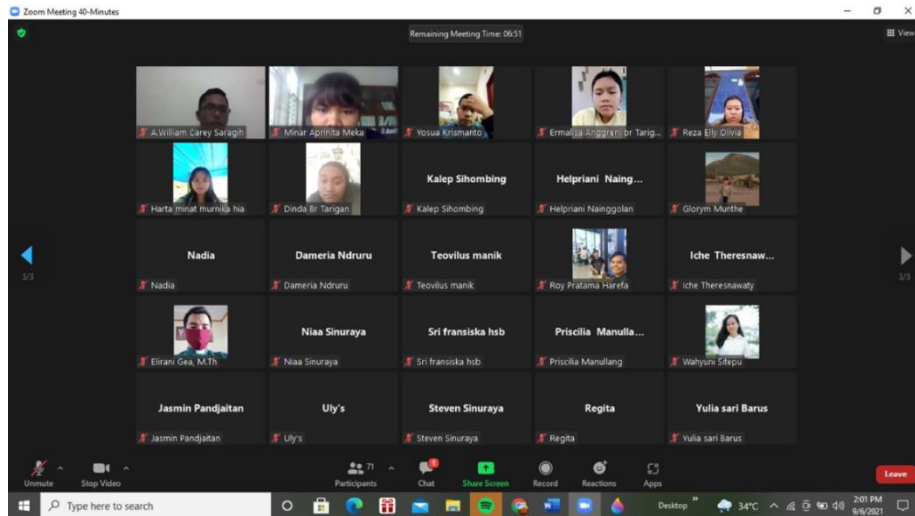 Zoom Meeting 40-Minutes
Remaining Meeting Time: 06:51
View
A.William Carey Saragih
Minar Aprinita Meka
Yosua Krismanto
Ermalisa Anggreni br Tarig...
Reza Elly Olivia
Harta minat murnika hia
Dinda Br Tarigan
Kalep Sihombing
Kalep Sihombing
Helpriani Naing...
Helpriani Nainggolan
Glorym Munthe
3/3
Nadia
Nadia
Dameria Ndruru
Dameria Ndruru
Teovilus manik
Teovilus manik
Roy Pratama Harefa
Iche Theresnaw...
Iche Theresnawaty
3/3
Elirani Gea, M.Th
Niaa Sinuraya
Niaa Sinuraya
Sri fransiska hsb
Sri fransiska hsb
Priscilia Manulla...
Priscilia Manullang
Wahyuni Sitepu
Jasmin Pandjaitan
Jasmin Pandjaitan
Uly's
Uly's
Steven Sinuraya
Steven Sinuraya
Regita
Regita
Yulia sari Barus
Yulia sari Barus
Unmute
Stop Video
71
Participants
1
Chat
Share Screen
Record
Reactions
Apps
Leave
Type here to search
Desktop
34°C
2:01 PM
9/6/2021